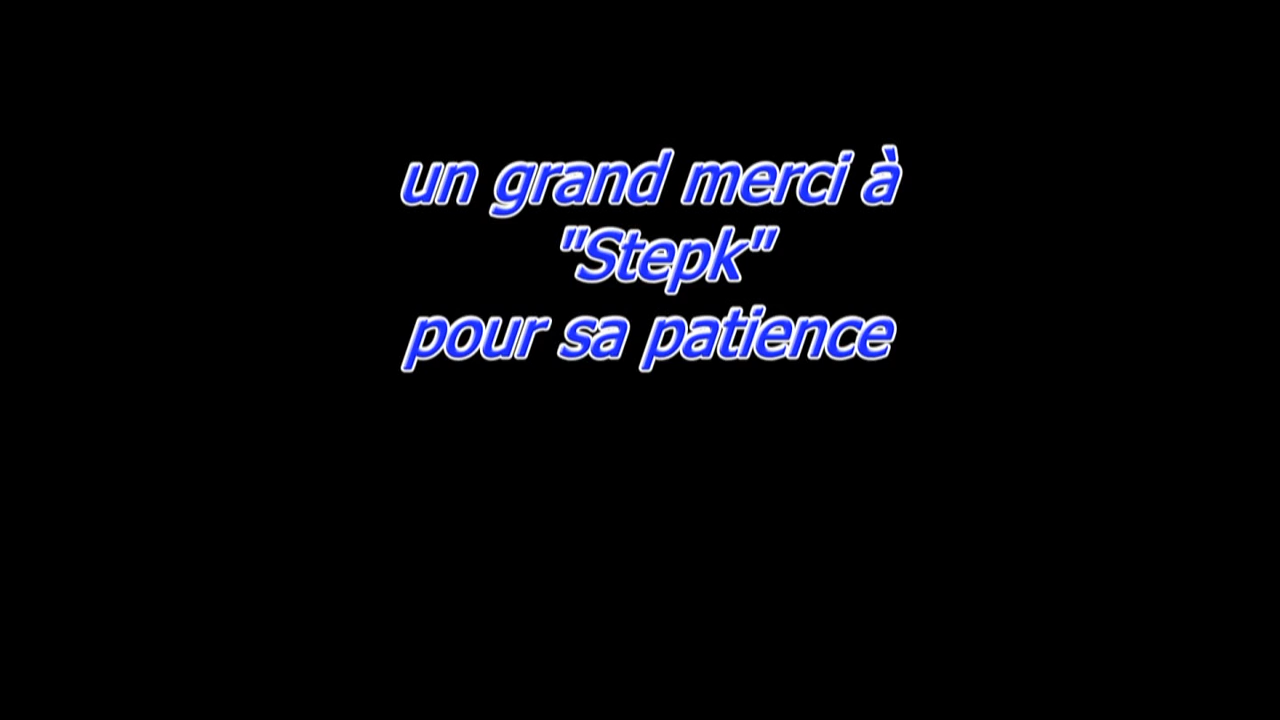 un grand merci à
"Stepk"
pour sa patience